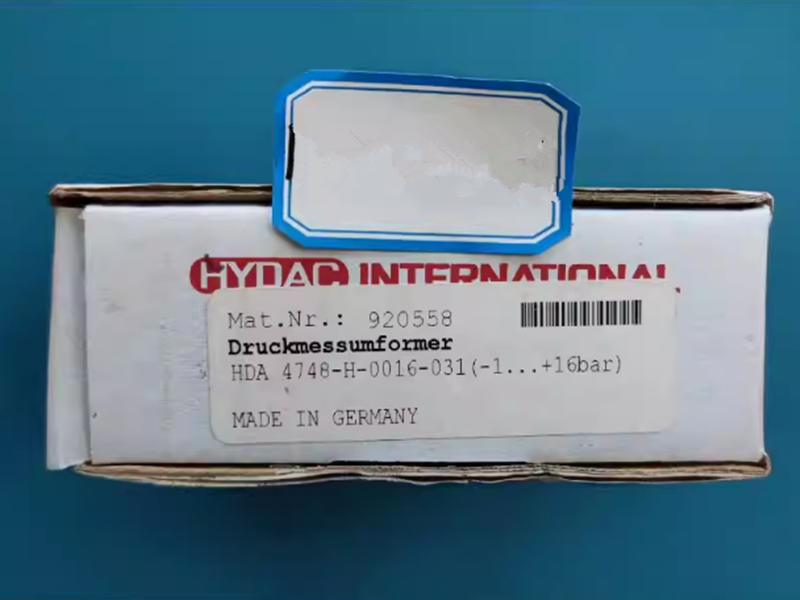 HYDAC INTERNATIONAL
Mat.Nr.: 920558
Druckmessumformer
HDA 4748-H-0016-031(-1...+16bar)
MADE IN GERMANY